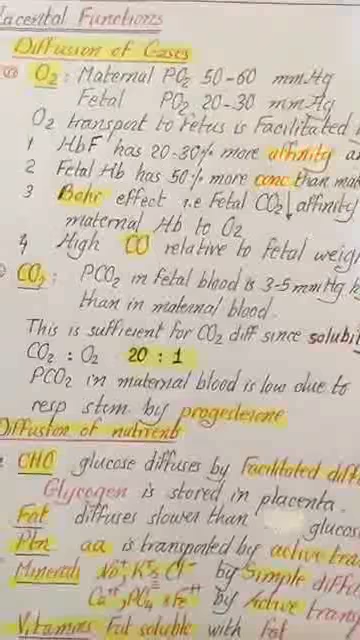 Placental Functions
Diffusion of Gases
O₂ : Maternal PO₂ 50-60 mmHg
Fetal PO₂ 20-30 mmHg
O₂ transport to Fetus is Facilitated
1 HbF has 20-30% more affinity
2 Fetal Hb has 50% more conc than
3 Bohr effect i.e Fetal CO₂↓ affinity
maternal Hb to O₂
4 High CO relative to fetal weigh
CO₂ : PCO₂ in fetal blood is 3-5 mmHg
than in maternal blood.
This is sufficient for CO₂ diff since
CO₂ : O₂ 20 : 1
PCO₂ in maternal blood is low due to
resp stim by progesterone
Diffusion of nutrients
CHO glucose diffuses by Facilitated diff
Glycogen is stored in placenta.
Fat diffuses slower than glucos
Ptn aa is transported by active tra
Minerals Na⁺, K⁺ & Cl⁻ by Simple diffu
Ca⁺⁺, PO₄ & Fe⁺⁺ by Active tran
Vitamins Fat soluble with fat